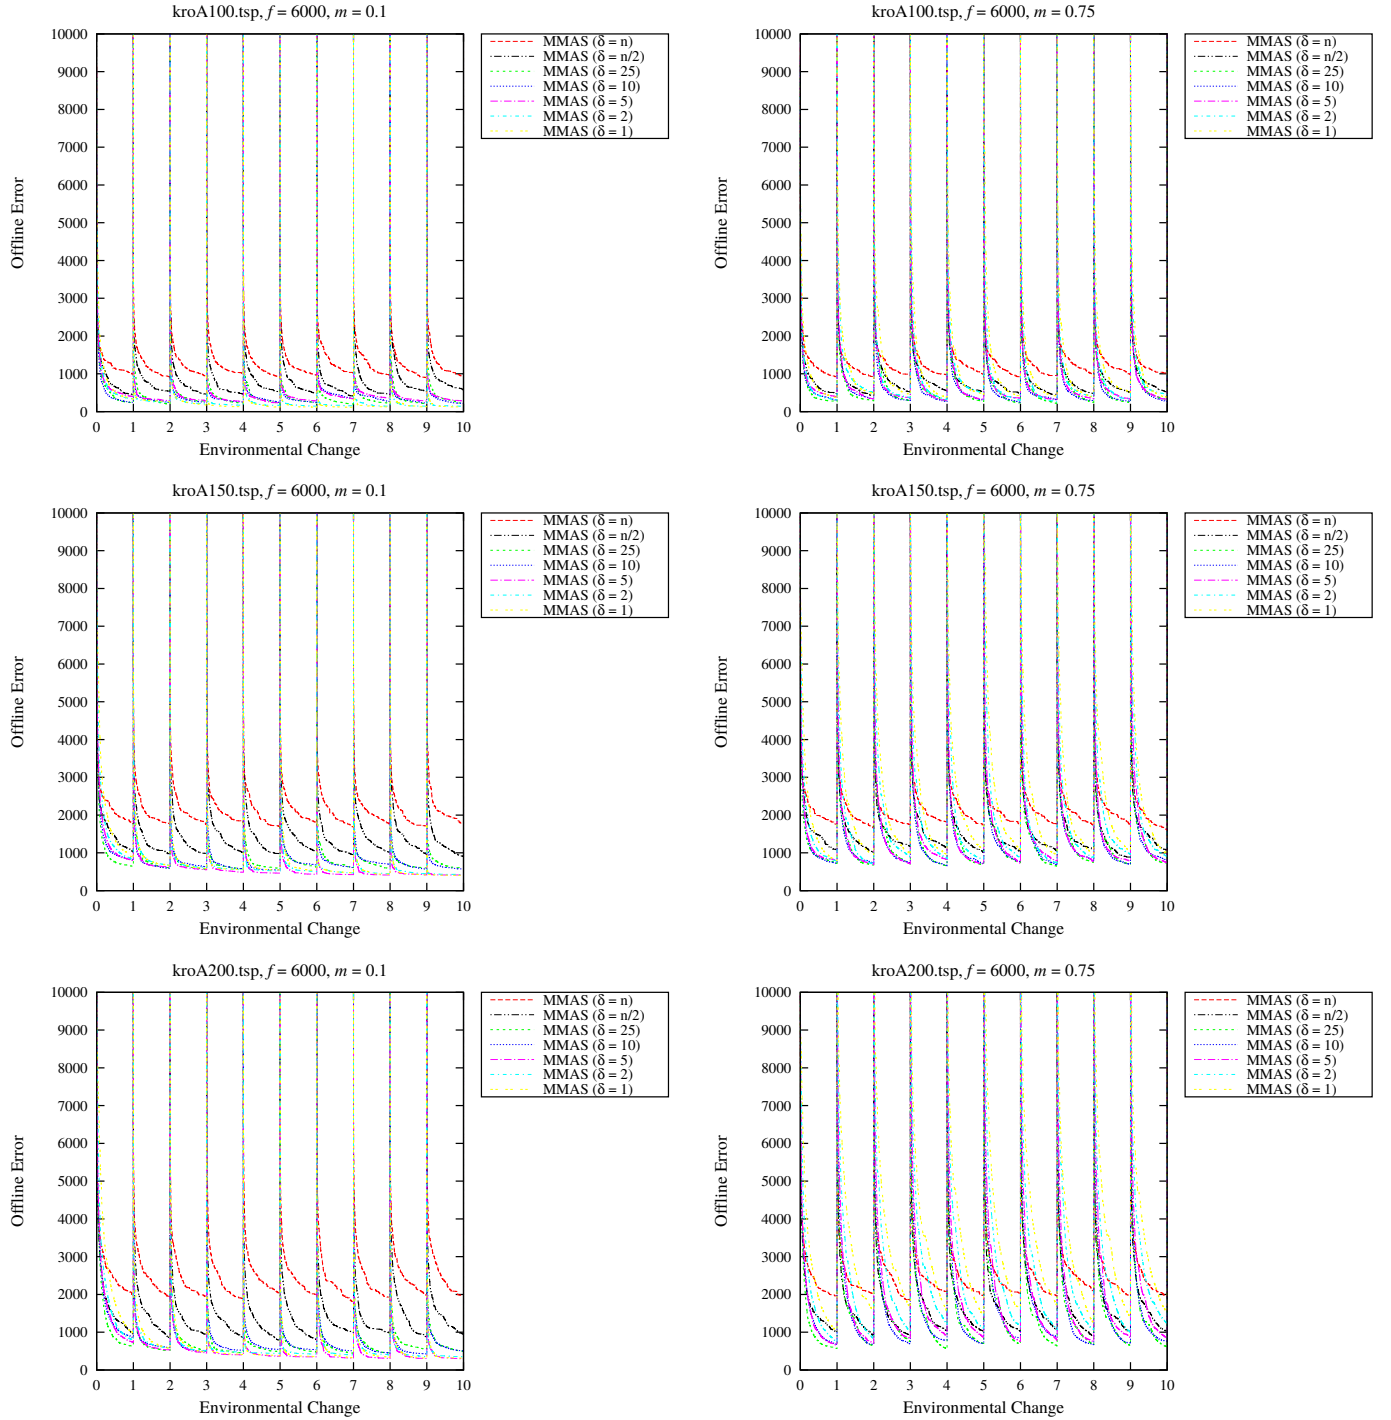 kroA100.tsp, f = 6000, m = 0.1
10000
9000
8000
7000
6000
5000
4000
3000
2000
1000
0
0 1 2 3 4 5 6 7 8 9 10
Offline Error
Environmental Change
MMAS (δ = n)
MMAS (δ = n/2)
MMAS (δ = 25)
MMAS (δ = 10)
MMAS (δ = 5)
MMAS (δ = 2)
MMAS (δ = 1)
kroA100.tsp, f = 6000, m = 0.75
10000
9000
8000
7000
6000
5000
4000
3000
2000
1000
0
0 1 2 3 4 5 6 7 8 9 10
Offline Error
Environmental Change
MMAS (δ = n)
MMAS (δ = n/2)
MMAS (δ = 25)
MMAS (δ = 10)
MMAS (δ = 5)
MMAS (δ = 2)
MMAS (δ = 1)
kroA150.tsp, f = 6000, m = 0.1
10000
9000
8000
7000
6000
5000
4000
3000
2000
1000
0
0 1 2 3 4 5 6 7 8 9 10
Offline Error
Environmental Change
MMAS (δ = n)
MMAS (δ = n/2)
MMAS (δ = 25)
MMAS (δ = 10)
MMAS (δ = 5)
MMAS (δ = 2)
MMAS (δ = 1)
kroA150.tsp, f = 6000, m = 0.75
10000
9000
8000
7000
6000
5000
4000
3000
2000
1000
0
0 1 2 3 4 5 6 7 8 9 10
Offline Error
Environmental Change
MMAS (δ = n)
MMAS (δ = n/2)
MMAS (δ = 25)
MMAS (δ = 10)
MMAS (δ = 5)
MMAS (δ = 2)
MMAS (δ = 1)
kroA200.tsp, f = 6000, m = 0.1
10000
9000
8000
7000
6000
5000
4000
3000
2000
1000
0
0 1 2 3 4 5 6 7 8 9 10
Offline Error
Environmental Change
MMAS (δ = n)
MMAS (δ = n/2)
MMAS (δ = 25)
MMAS (δ = 10)
MMAS (δ = 5)
MMAS (δ = 2)
MMAS (δ = 1)
kroA200.tsp, f = 6000, m = 0.75
10000
9000
8000
7000
6000
5000
4000
3000
2000
1000
0
0 1 2 3 4 5 6 7 8 9 10
Offline Error
Environmental Change
MMAS (δ = n)
MMAS (δ = n/2)
MMAS (δ = 25)
MMAS (δ = 10)
MMAS (δ = 5)
MMAS (δ = 2)
MMAS (δ = 1)